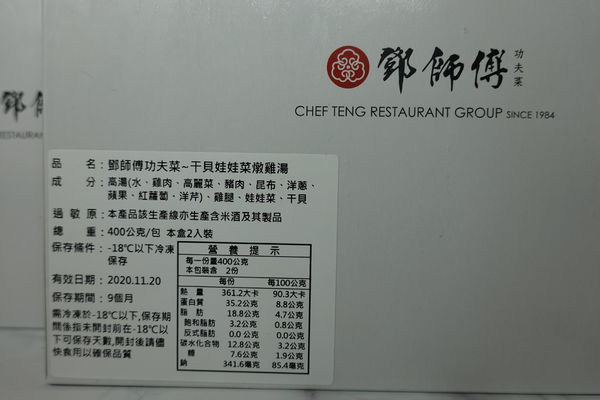 鄧師傅 功夫菜
CHEF TENG RESTAURANT GROUP SINCE 1984
鄧
RESTAURAN
品 名：鄧師傅功夫菜~干貝娃娃菜燉雞湯
成 分：高湯(水、雞肉、高麗菜、豬肉、昆布、洋蔥、
蘋果、紅蘿蔔、洋芹)、雞腿、娃娃菜、干貝
過 敏 原：本產品該生產線亦生產含米酒及其製品
總 重：400公克/包 本盒2入裝
保存條件：-18℃以下冷凍
保存
有效日期：2020.11.20
保存期間：9個月
需冷凍於-18℃以下,保存期
間係指未開封前在-18℃以
下可保存天數,開封後請儘
快食用以確保品質
營 養 提 示
每一份量400公克
本包裝含 2份
每份 每100公克
熱 量 361.2大卡 90.3大卡
蛋白質 35.2公克 8.8公克
脂 肪 18.8公克 4.7公克
飽和脂肪 3.2公克 0.8公克
反式脂肪 0.0公克 0.0公克
碳水化合物 12.8公克 3.2公克
糖 7.6公克 1.9公克
鈉 341.6毫克 85.4毫克